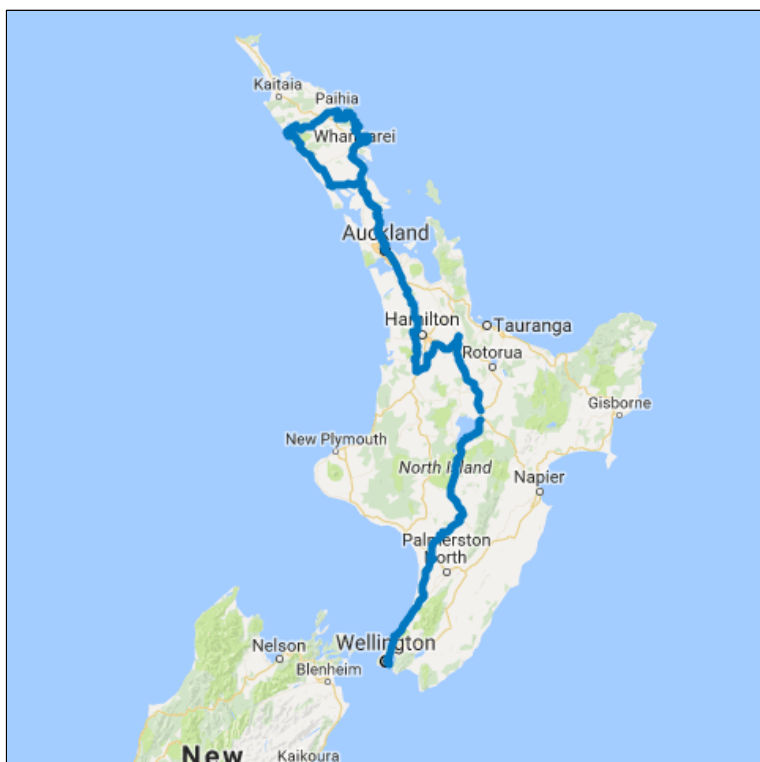 Kaitaia
Paihia
Whangarei
Auckland
Hamilton
Tauranga
Rotorua
Gisborne
New Plymouth
North Island
Napier
Palmerston
North
Wellington
Nelson
Blenheim
New
Kaikoura